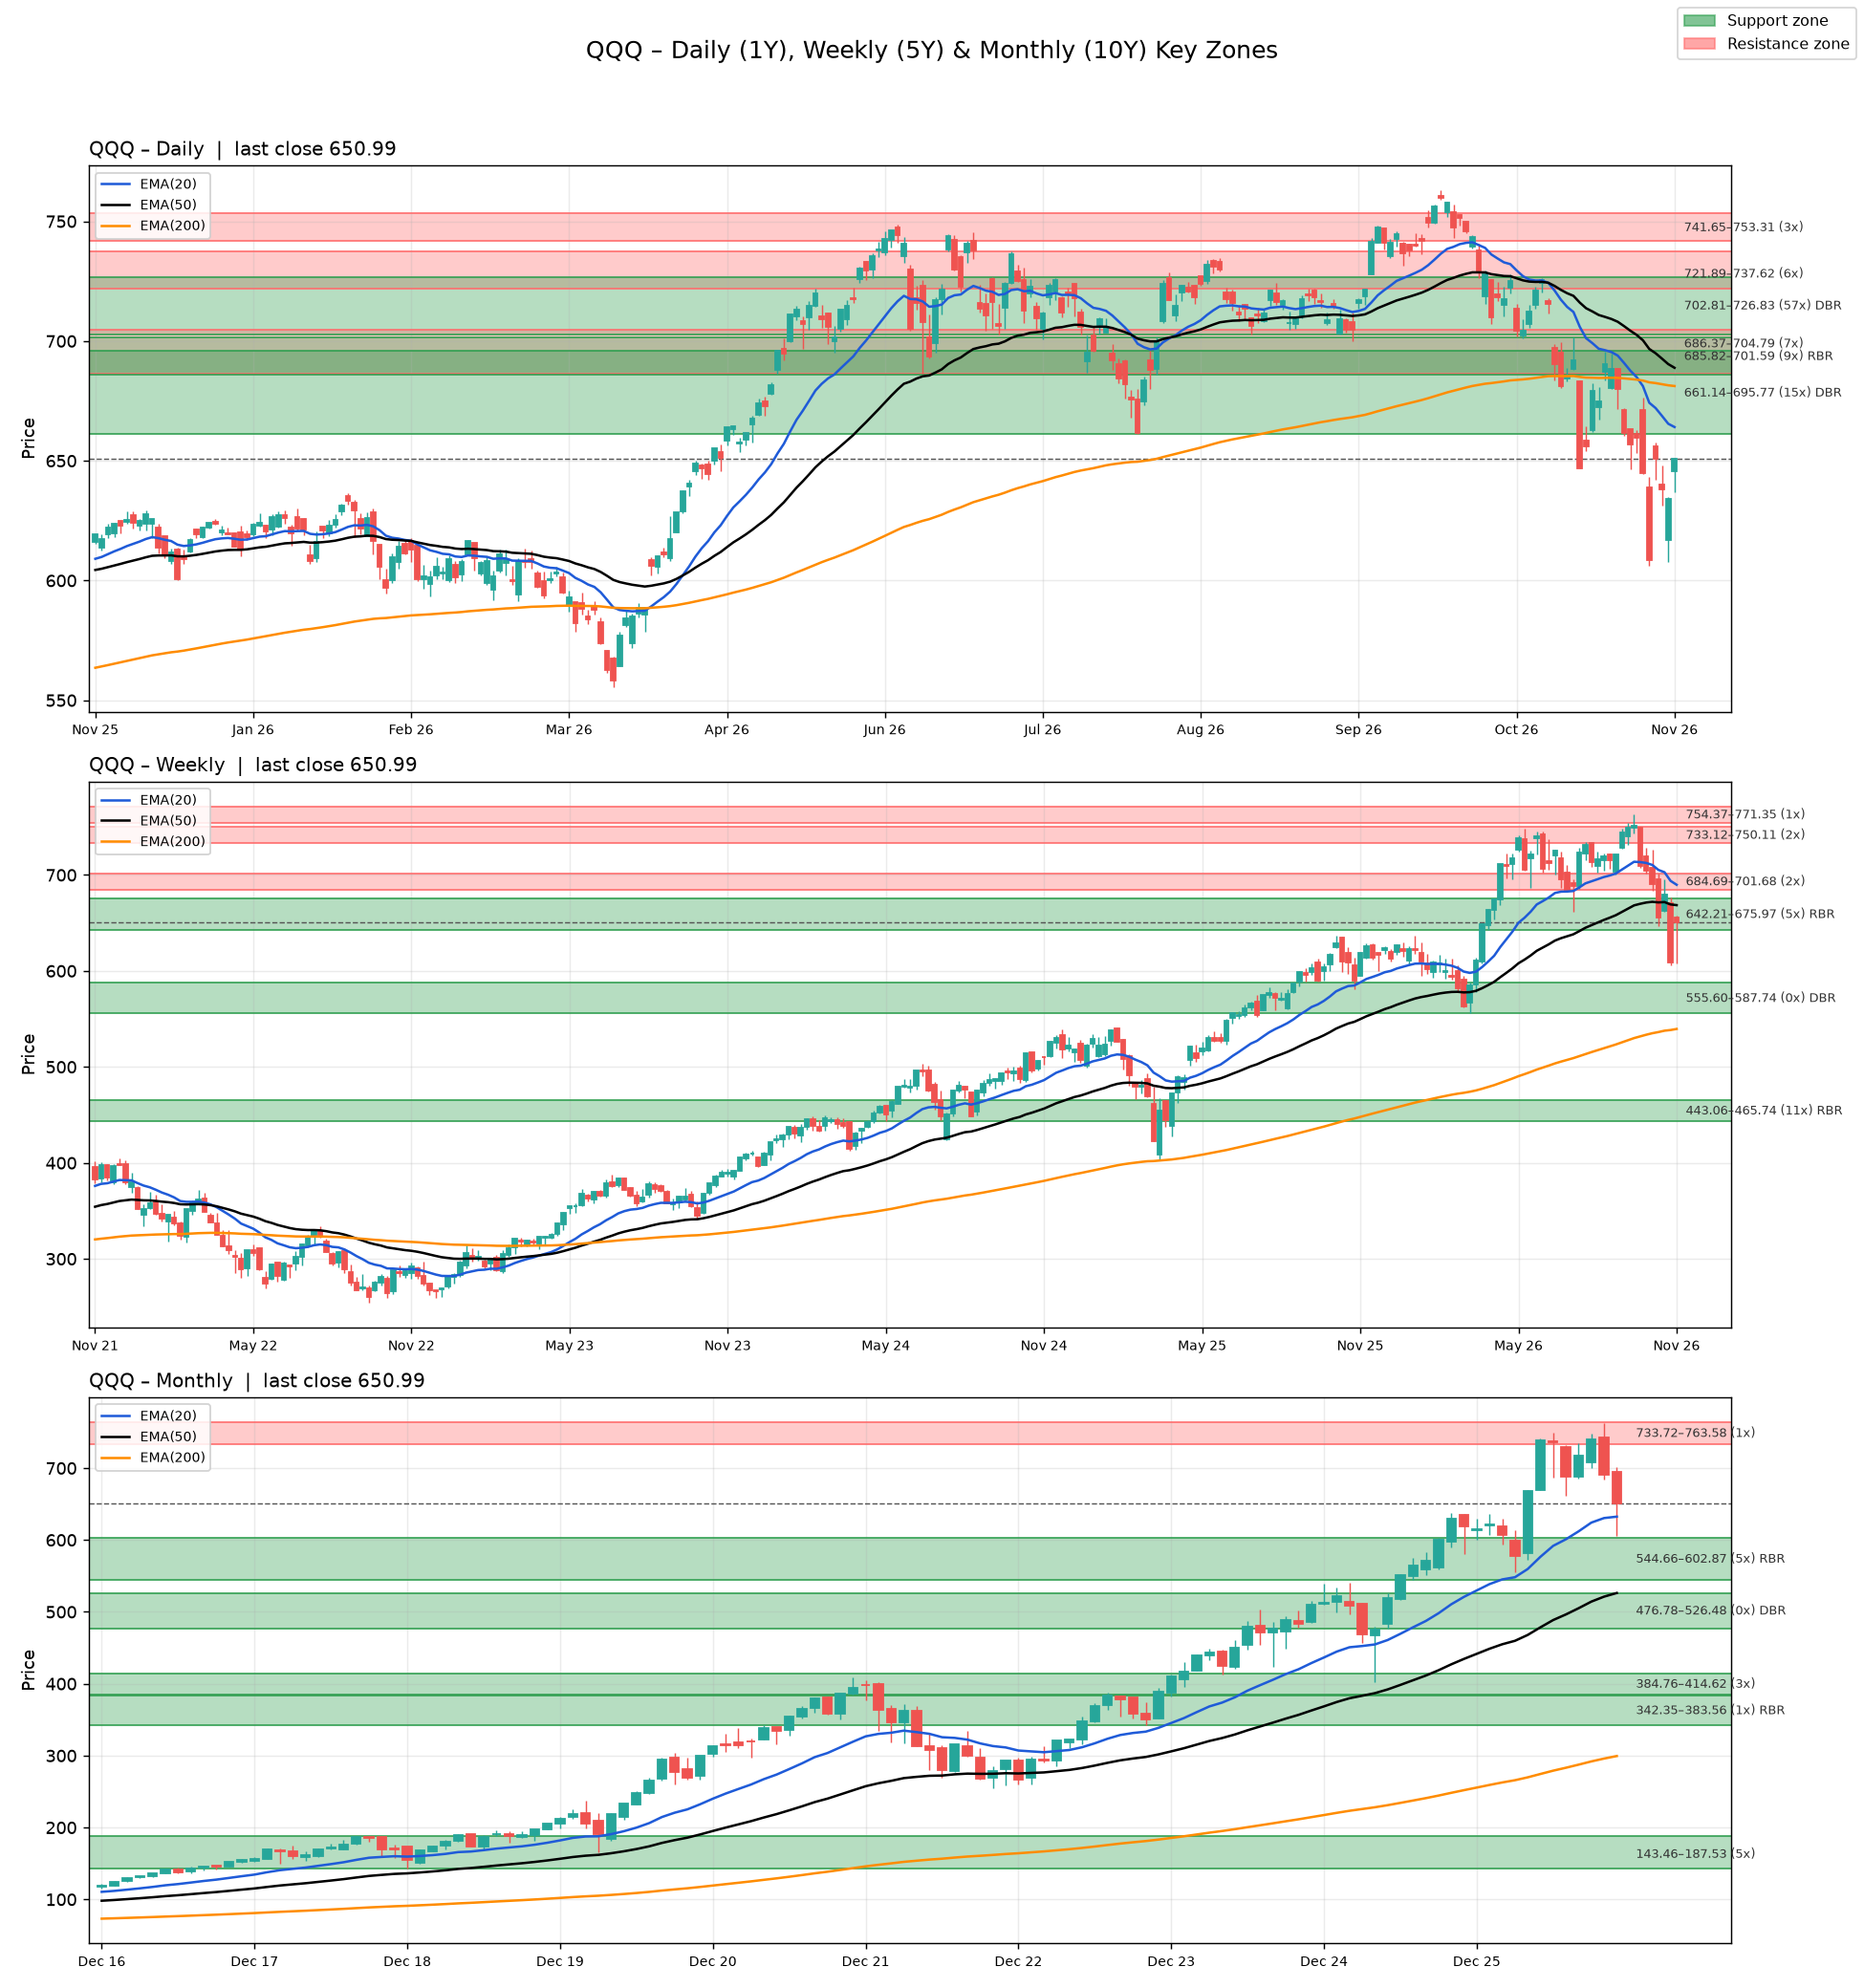 Support zone
Resistance zone
QQQ – Daily (1Y), Weekly (5Y) & Monthly (10Y) Key Zones
QQQ – Daily | last close 650.99
EMA(20)
EMA(50)
EMA(200)
Price
750
700
650
600
550
741.65–753.31 (3x)
721.89–737.62 (6x)
702.81–726.83 (57x) DBR
686.37–704.79 (7x)
685.82–701.59 (9x) RBR
661.14–695.77 (15x) DBR
Nov 25 Jan 26 Feb 26 Mar 26 Apr 26 Jun 26 Jul 26 Aug 26 Sep 26 Oct 26 Nov 26
QQQ – Weekly | last close 650.99
EMA(20)
EMA(50)
EMA(200)
Price
700
600
500
400
300
754.37–771.35 (1x)
733.12–750.11 (2x)
684.69–701.68 (2x)
642.21–675.97 (5x) RBR
555.60–587.74 (0x) DBR
443.06–465.74 (11x) RBR
Nov 21 May 22 Nov 22 May 23 Nov 23 May 24 Nov 24 May 25 Nov 25 May 26 Nov 26
QQQ – Monthly | last close 650.99
EMA(20)
EMA(50)
EMA(200)
Price
700
600
500
400
300
200
100
733.72–763.58 (1x)
544.66–602.87 (5x) RBR
476.78–526.48 (0x) DBR
384.76–414.62 (3x)
342.35–383.56 (1x) RBR
143.46–187.53 (5x)
Dec 16 Dec 17 Dec 18 Dec 19 Dec 20 Dec 21 Dec 22 Dec 23 Dec 24 Dec 25